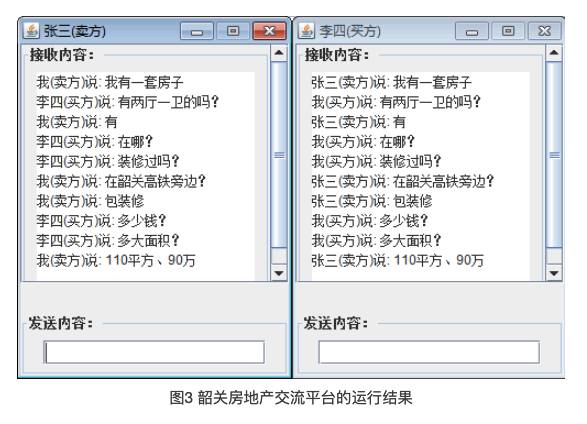 张三(卖方)
接收内容：
我(卖方)说: 我有一套房子
李四(买方)说: 有两厅一卫的吗?
我(卖方)说: 有
李四(买方)说: 在哪?
李四(买方)说: 装修过吗?
我(卖方)说: 在韶关高铁旁边?
我(卖方)说: 包装修
李四(买方)说: 多少钱?
李四(买方)说: 多大面积?
我(卖方)说: 110平方、90万
发送内容：
李四(买方)
接收内容：
张三(卖方)说: 我有一套房子
我(买方)说: 有两厅一卫的吗?
张三(卖方)说: 有
我(买方)说: 在哪?
我(买方)说: 装修过吗?
张三(卖方)说: 在韶关高铁旁边?
张三(卖方)说: 包装修
我(买方)说: 多少钱?
我(买方)说: 多大面积?
张三(卖方)说: 110平方、90万
发送内容：
图3 韶关房地产交流平台的运行结果